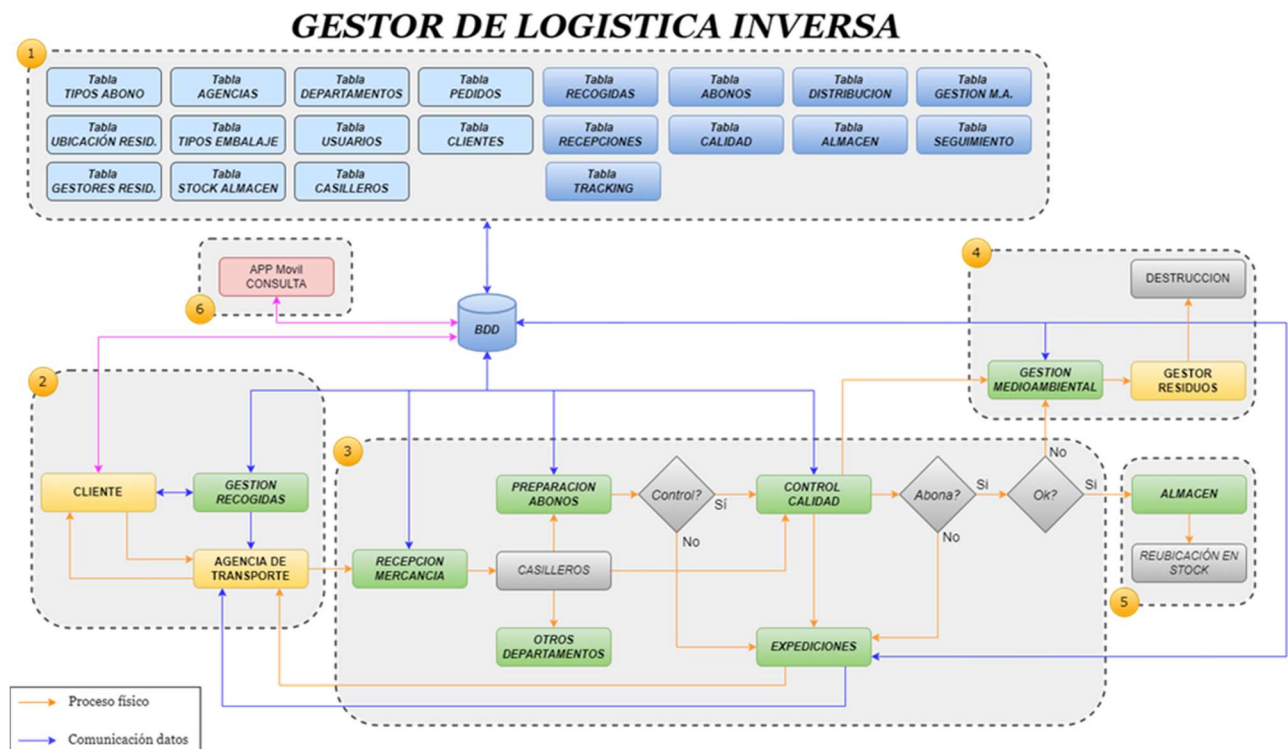 GESTOR DE LOGISTICA INVERSA
1
Tabla
TIPOS ABONO
Tabla
AGENCIAS
Tabla
DEPARTAMENTOS
Tabla
PEDIDOS
Tabla
RECOGIDAS
Tabla
ABONOS
Tabla
DISTRIBUCION
Tabla
GESTION M.A.
Tabla
UBICACIÓN RESID.
Tabla
TIPOS EMBALAJE
Tabla
USUARIOS
Tabla
CLIENTES
Tabla
RECEPCIONES
Tabla
CALIDAD
Tabla
ALMACEN
Tabla
SEGUIMIENTO
Tabla
GESTORES RESID.
Tabla
STOCK ALMACEN
Tabla
CASILLEROS
Tabla
TRACKING
APP Movil
CONSULTA
6
BDD
4
DESTRUCCION
GESTION
MEDIOAMBIENTAL
GESTOR
RESIDUOS
2
CLIENTE
GESTION
RECOGIDAS
AGENCIA DE
TRANSPORTE
3
PREPARACION
ABONOS
Control?
Sí
No
CONTROL
CALIDAD
Abona?
Si
No
Ok?
No
Si
RECEPCION
MERCANCIA
CASILLEROS
OTROS
DEPARTAMENTOS
EXPEDICIONES
ALMACEN
REUBICACIÓN EN
STOCK
5
Proceso físico
Comunicación datos